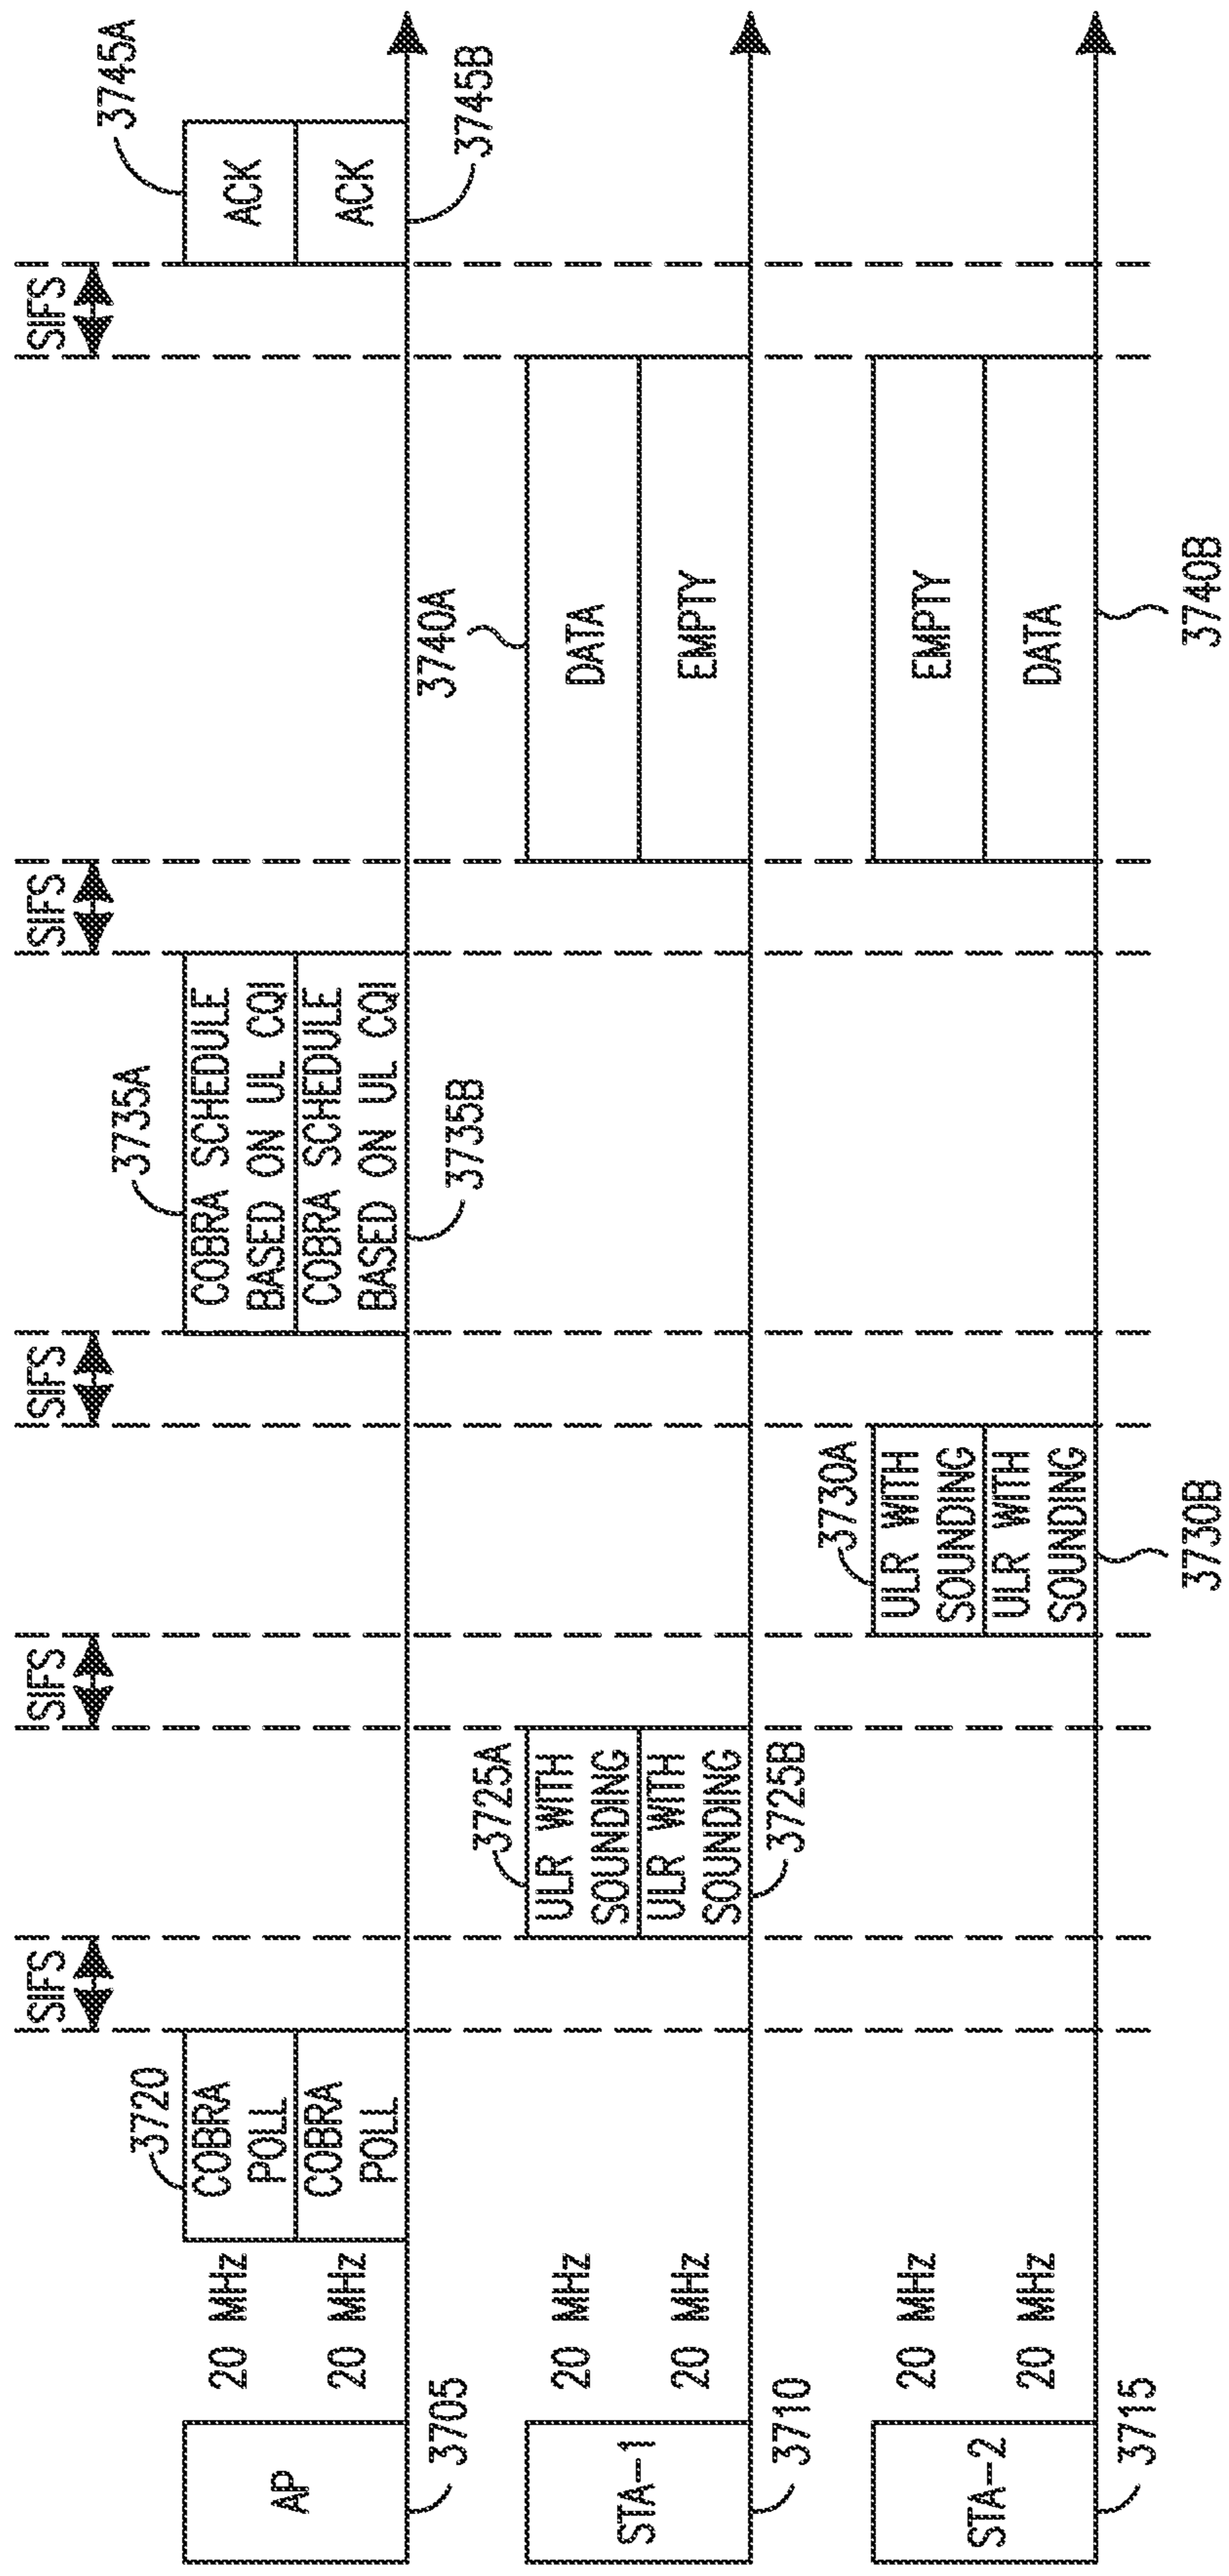 SIFS
SIFS
SIFS
SIFS
SIFS
AP
3705
20 MHz
20 MHz
3720
COBRA
POLL
COBRA
POLL
3735A
COBRA SCHEDULE
BASED ON UL CQI
COBRA SCHEDULE
BASED ON UL CQI
3735B
3745A
ACK
ACK
3745B
STA-1
3710
20 MHz
20 MHz
3725A
ULR WITH
SOUNDING
ULR WITH
SOUNDING
3725B
3740A
DATA
EMPTY
STA-2
3715
20 MHz
20 MHz
3730A
ULR WITH
SOUNDING
ULR WITH
SOUNDING
3730B
EMPTY
DATA
3740B